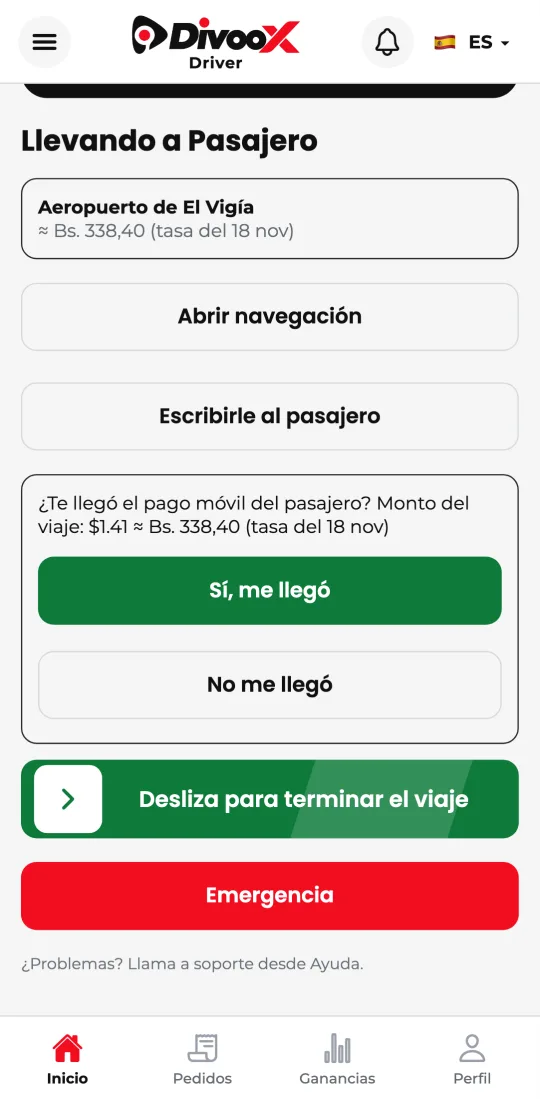 DivooX
Driver
ES
Llevando a Pasajero
Aeropuerto de El Vigía
≈ Bs. 338,40 (tasa del 18 nov)
Abrir navegación
Escribirle al pasajero
¿Te llegó el pago móvil del pasajero? Monto del
viaje: $1.41 ≈ Bs. 338,40 (tasa del 18 nov)
Sí, me llegó
No me llegó
Desliza para terminar el viaje
Emergencia
¿Problemas? Llama a soporte desde Ayuda.
Inicio
Pedidos
Ganancias
Perfil